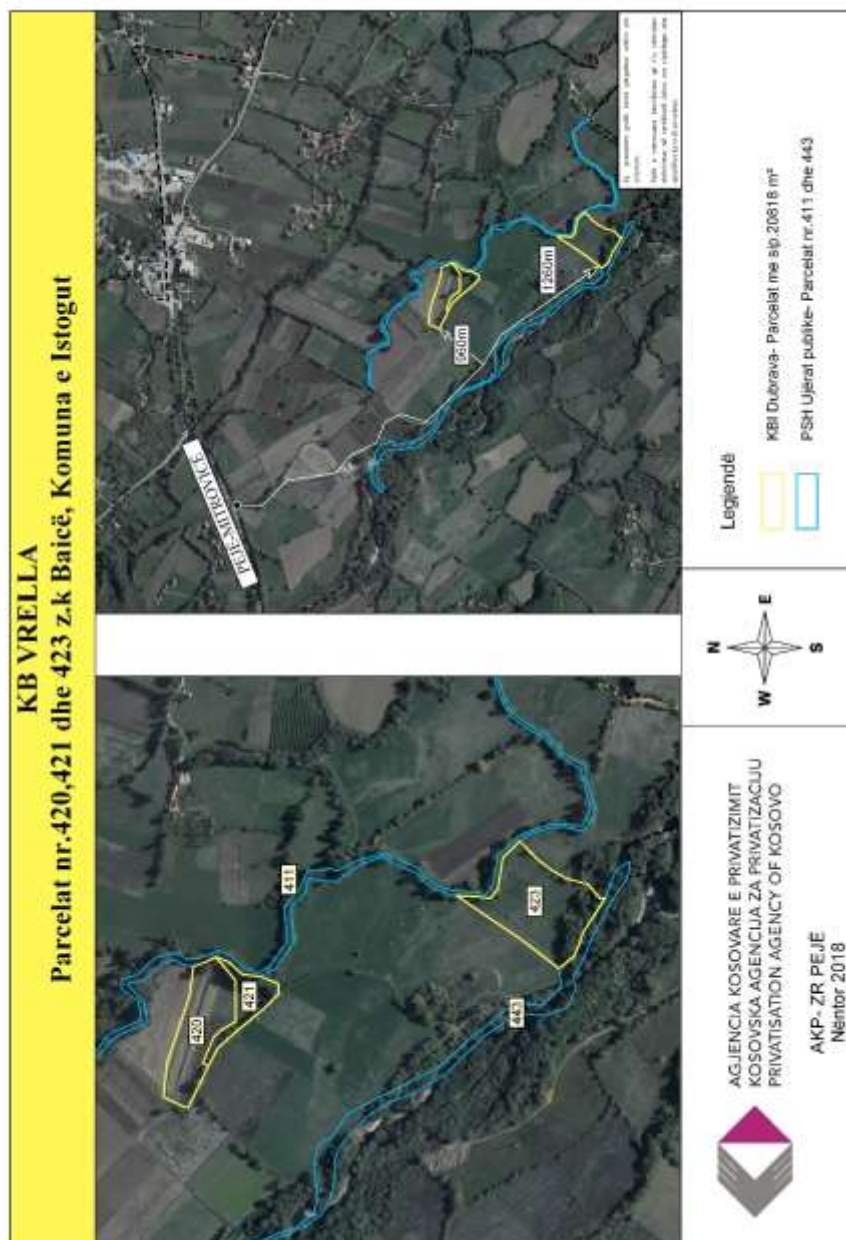 KB VRELLA
Parcelat nr.420,421 dhe 423 z.k Baicë, Komuna e Istogut
420
421
411
423
443
PEJE-MITROVICË
960m
1260m
AGJENCIA KOSOVARE E PRIVATIZIMIT
KOSOVSKA AGENCIJA ZA PRIVATIZACIJU
PRIVATISATION AGENCY OF KOSOVO
AKP- ZR PEJË
Nëntor 2018
N
W
E
S
Legjendë
KBI Dubrava- Parcelat me sip.20818 m²
PSH Ujërat publike- Parcelat nr.411 dhe 443